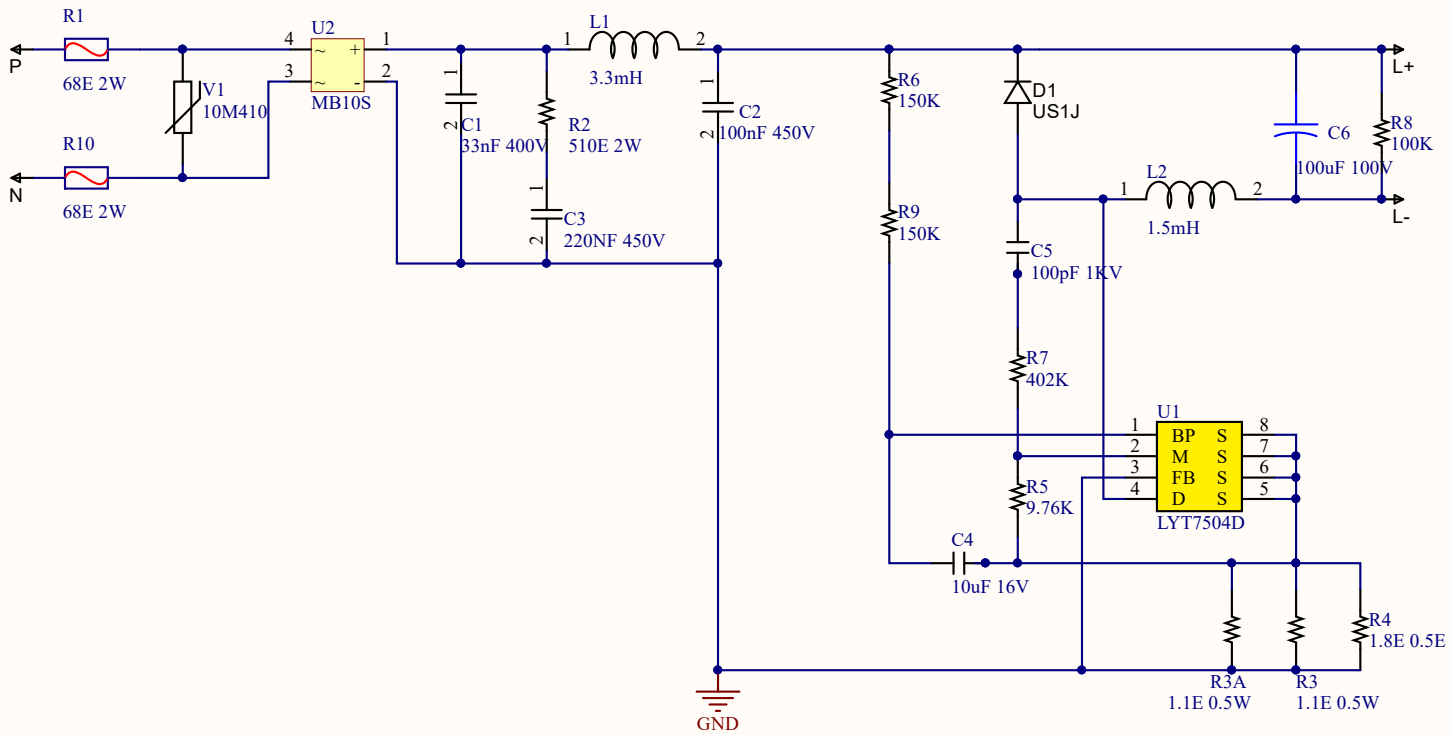 R1
P
68E 2W
R10
N
68E 2W
V1
10M410
U2
4 ~ + 1
3 ~ - 2
MB10S
1
2
C1
33nF 400V
R2
510E 2W
1
2
C3
220NF 450V
L1
1 2
3.3mH
1
2
C2
100nF 450V
R6
150K
R9
150K
D1
US1J
C5
100pF 1KV
R7
402K
R5
9.76K
C4
10uF 16V
L2
1 2
1.5mH
C6
100uF 100V
R8
100K
L+
L-
U1
1 BP S 8
2 M S 7
3 FB S 6
4 D S 5
LYT7504D
R3A
1.1E 0.5W
R3
1.1E 0.5W
R4
1.8E 0.5E
GND